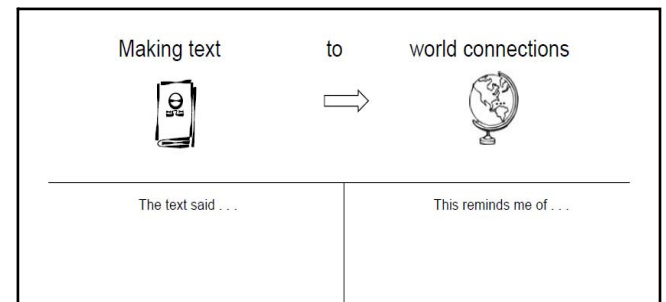 Making text to world connections
The text said . . .
This reminds me of . . .